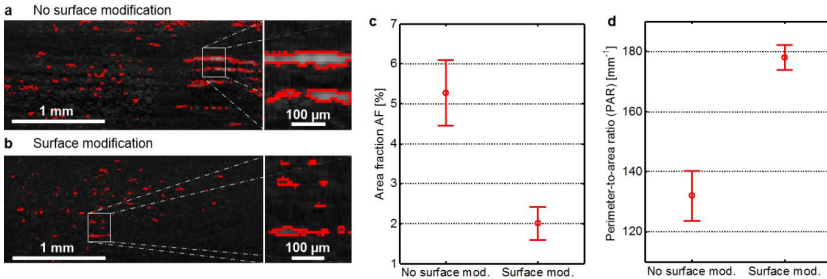 a No surface modification
1 mm
100 µm
b Surface modification
1 mm
100 µm
c
Area fraction AF [%]
7
6
5
4
3
2
1
0
No surface mod. Surface mod.
d
Perimeter-to-area ratio (PAR) [mm⁻¹]
180
160
140
120
No surface mod. Surface mod.